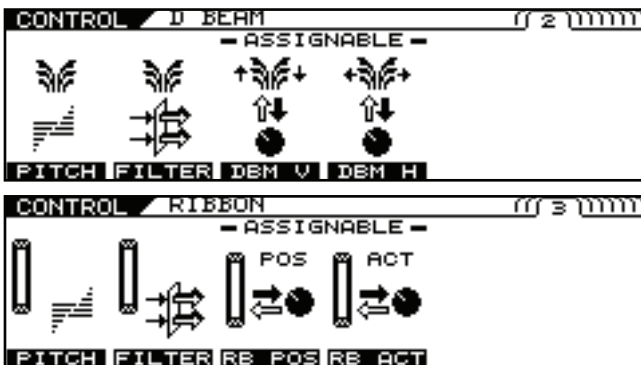 CONTROL D BEAM 2
ASSIGNABLE
PITCH FILTER DBM V DBM H
CONTROL RIBBON 3
ASSIGNABLE
POS ACT
PITCH FILTER RB POS RB ACT